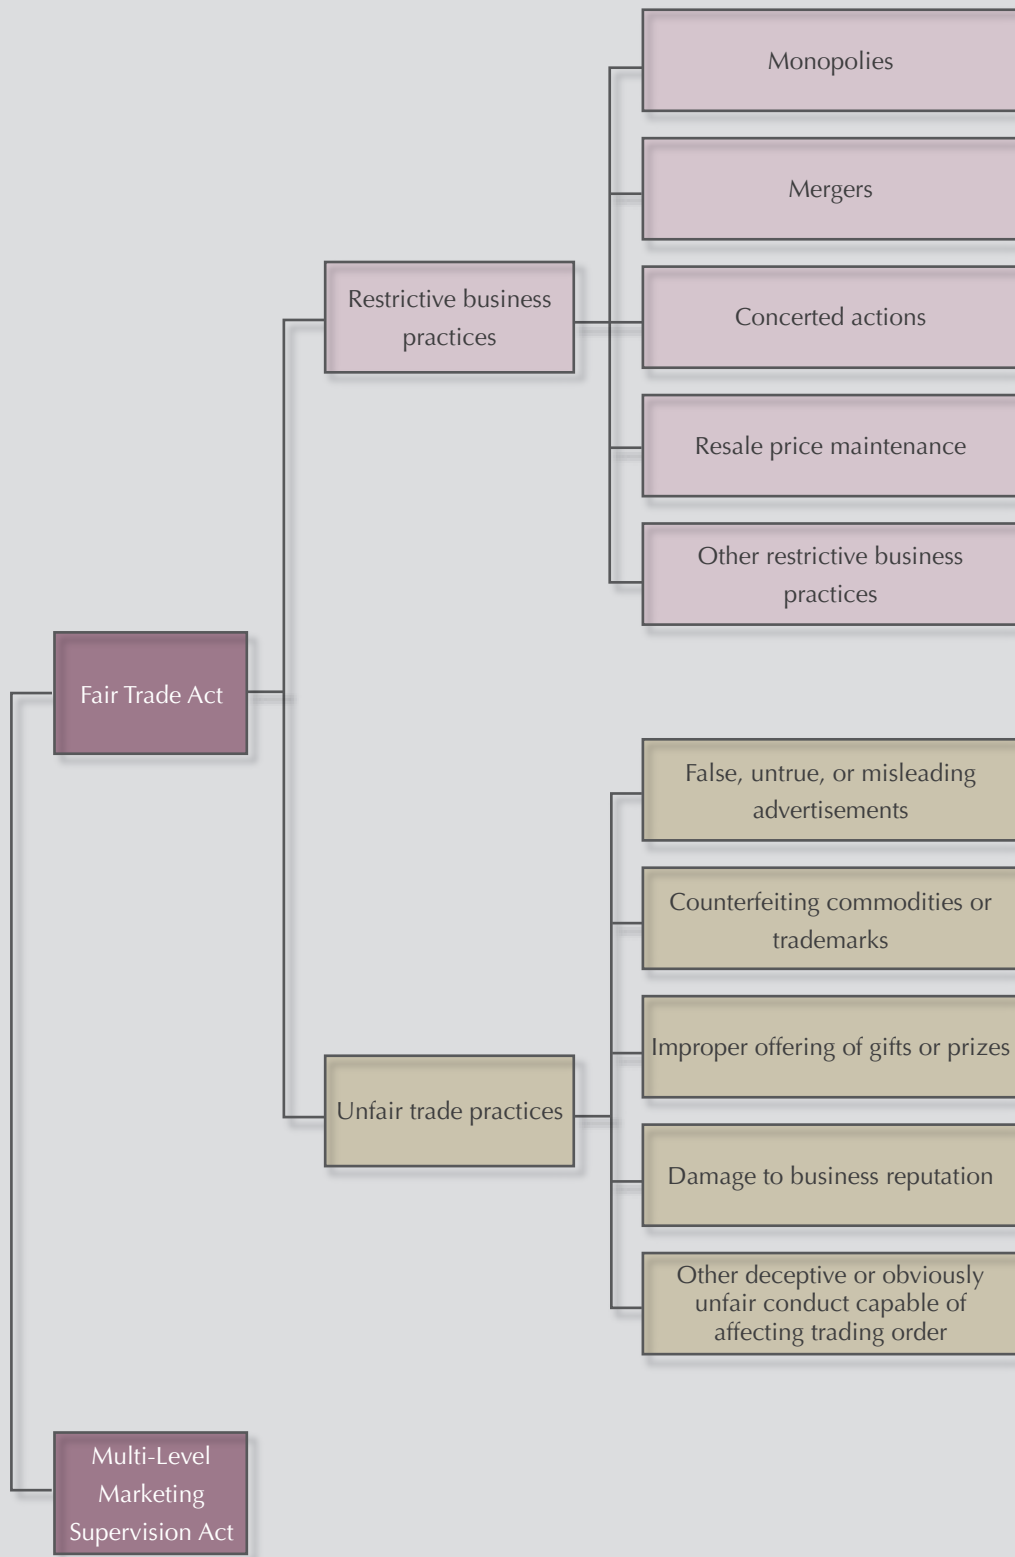 Monopolies
Mergers
Restrictive business
practices
Concerted actions
Resale price maintenance
Other restrictive business
practices
Fair Trade Act
False, untrue, or misleading
advertisements
Counterfeiting commodities or
trademarks
Improper offering of gifts or prizes
Unfair trade practices
Damage to business reputation
Other deceptive or obviously
unfair conduct capable of
affecting trading order
Multi-Level
Marketing
Supervision Act